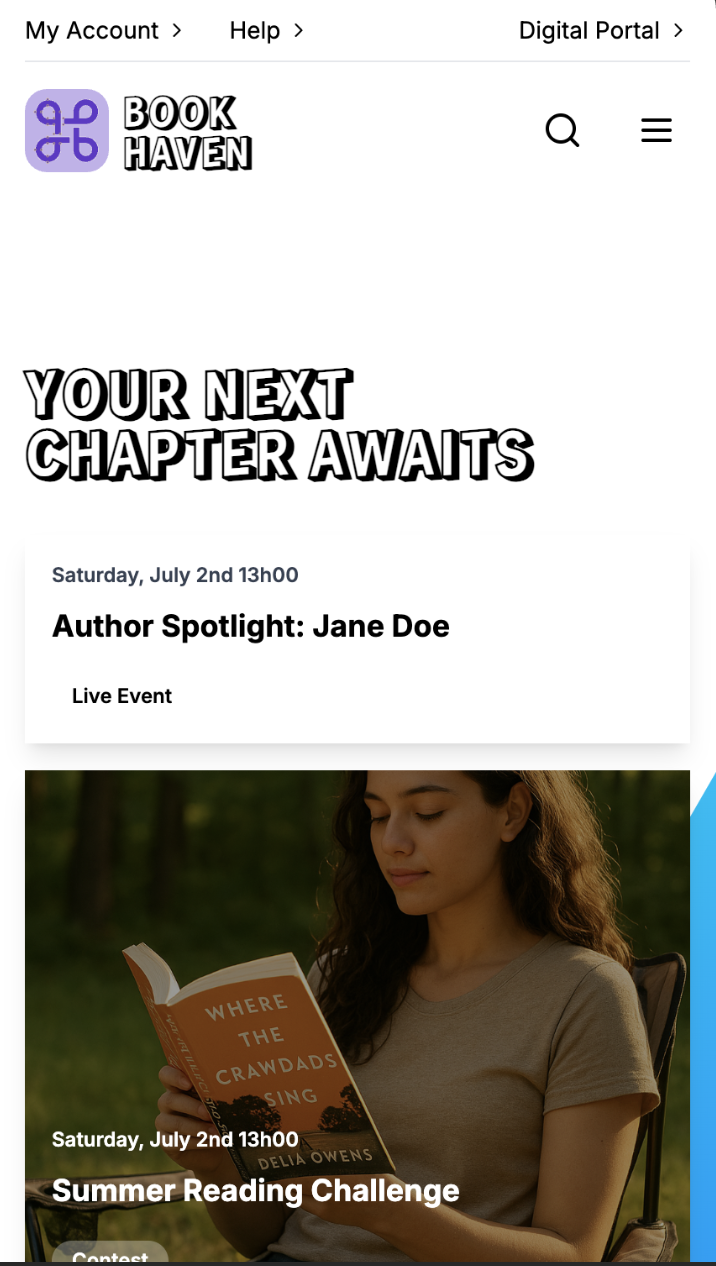 My Account
Help
Digital Portal
BOOK
HAVEN
YOUR NEXT
CHAPTER AWAITS
Saturday, July 2nd 13h00
Author Spotlight: Jane Doe
Live Event
WHERE
THE
CRAWDADS
SING
DELIA OWENS
Saturday, July 2nd 13h00
Summer Reading Challenge
Contest